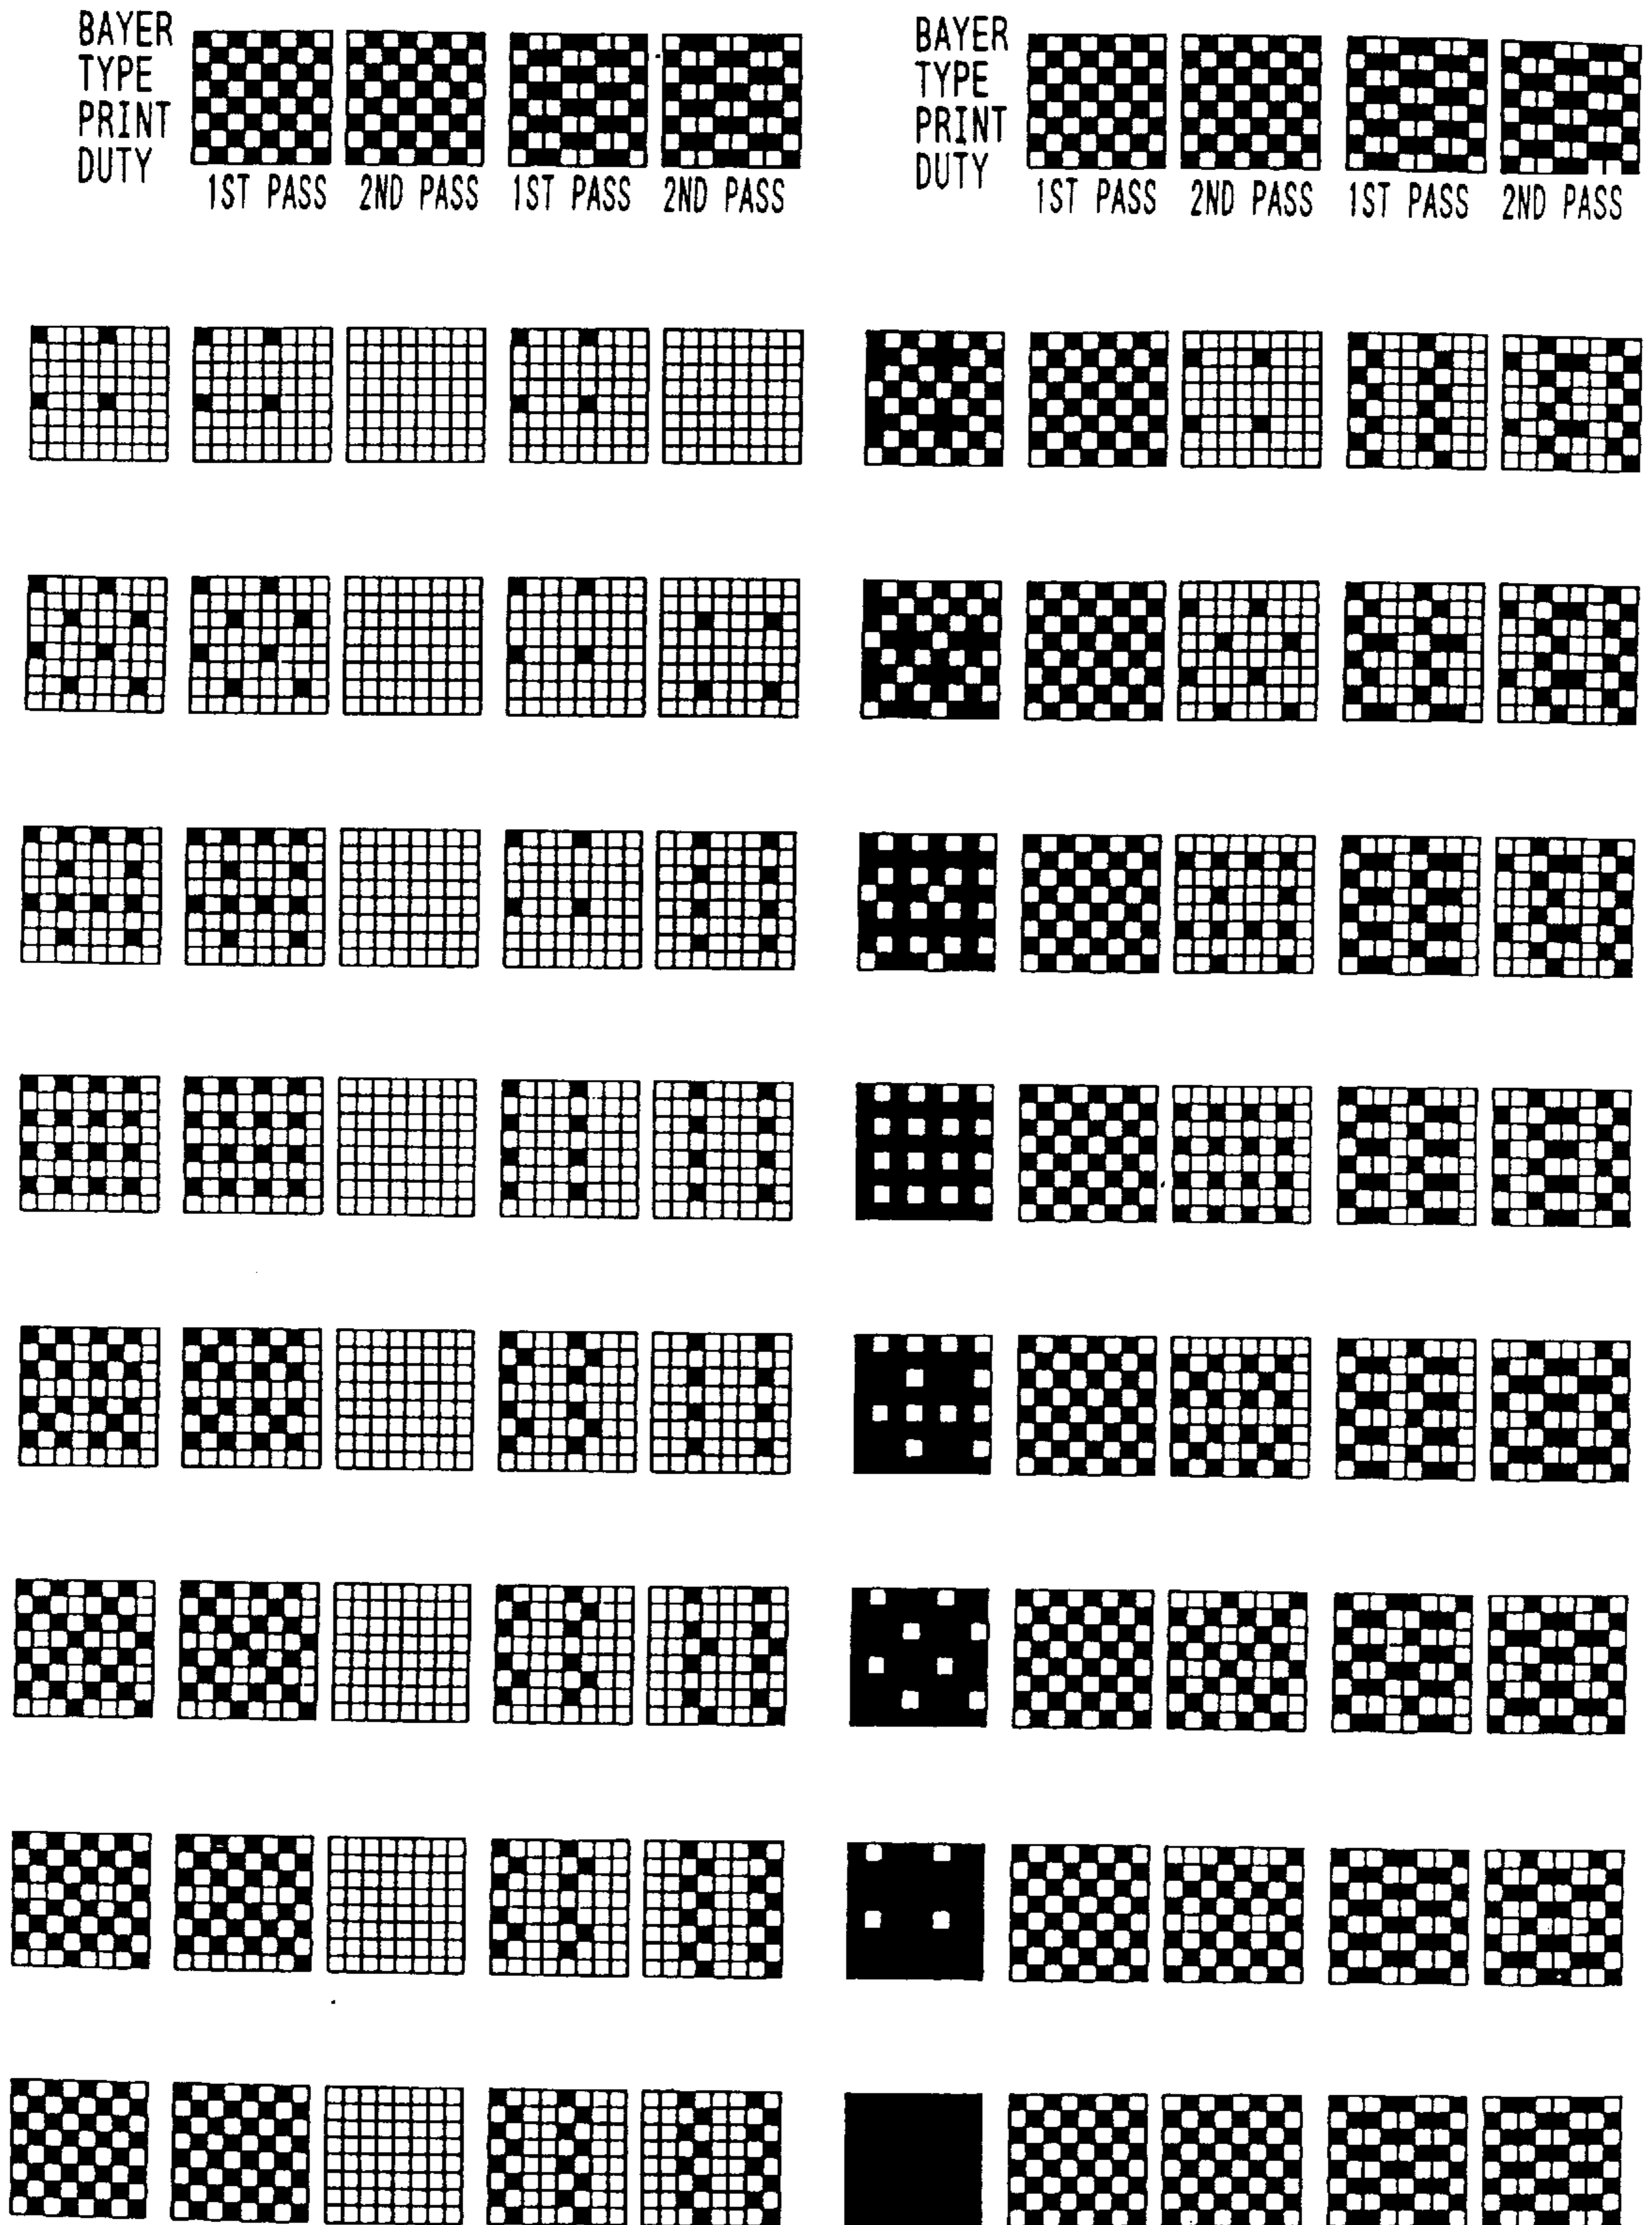 BAYER
TYPE
PRINT
DUTY
1ST PASS 2ND PASS 1ST PASS 2ND PASS
BAYER
TYPE
PRINT
DUTY
1ST PASS 2ND PASS 1ST PASS 2ND PASS